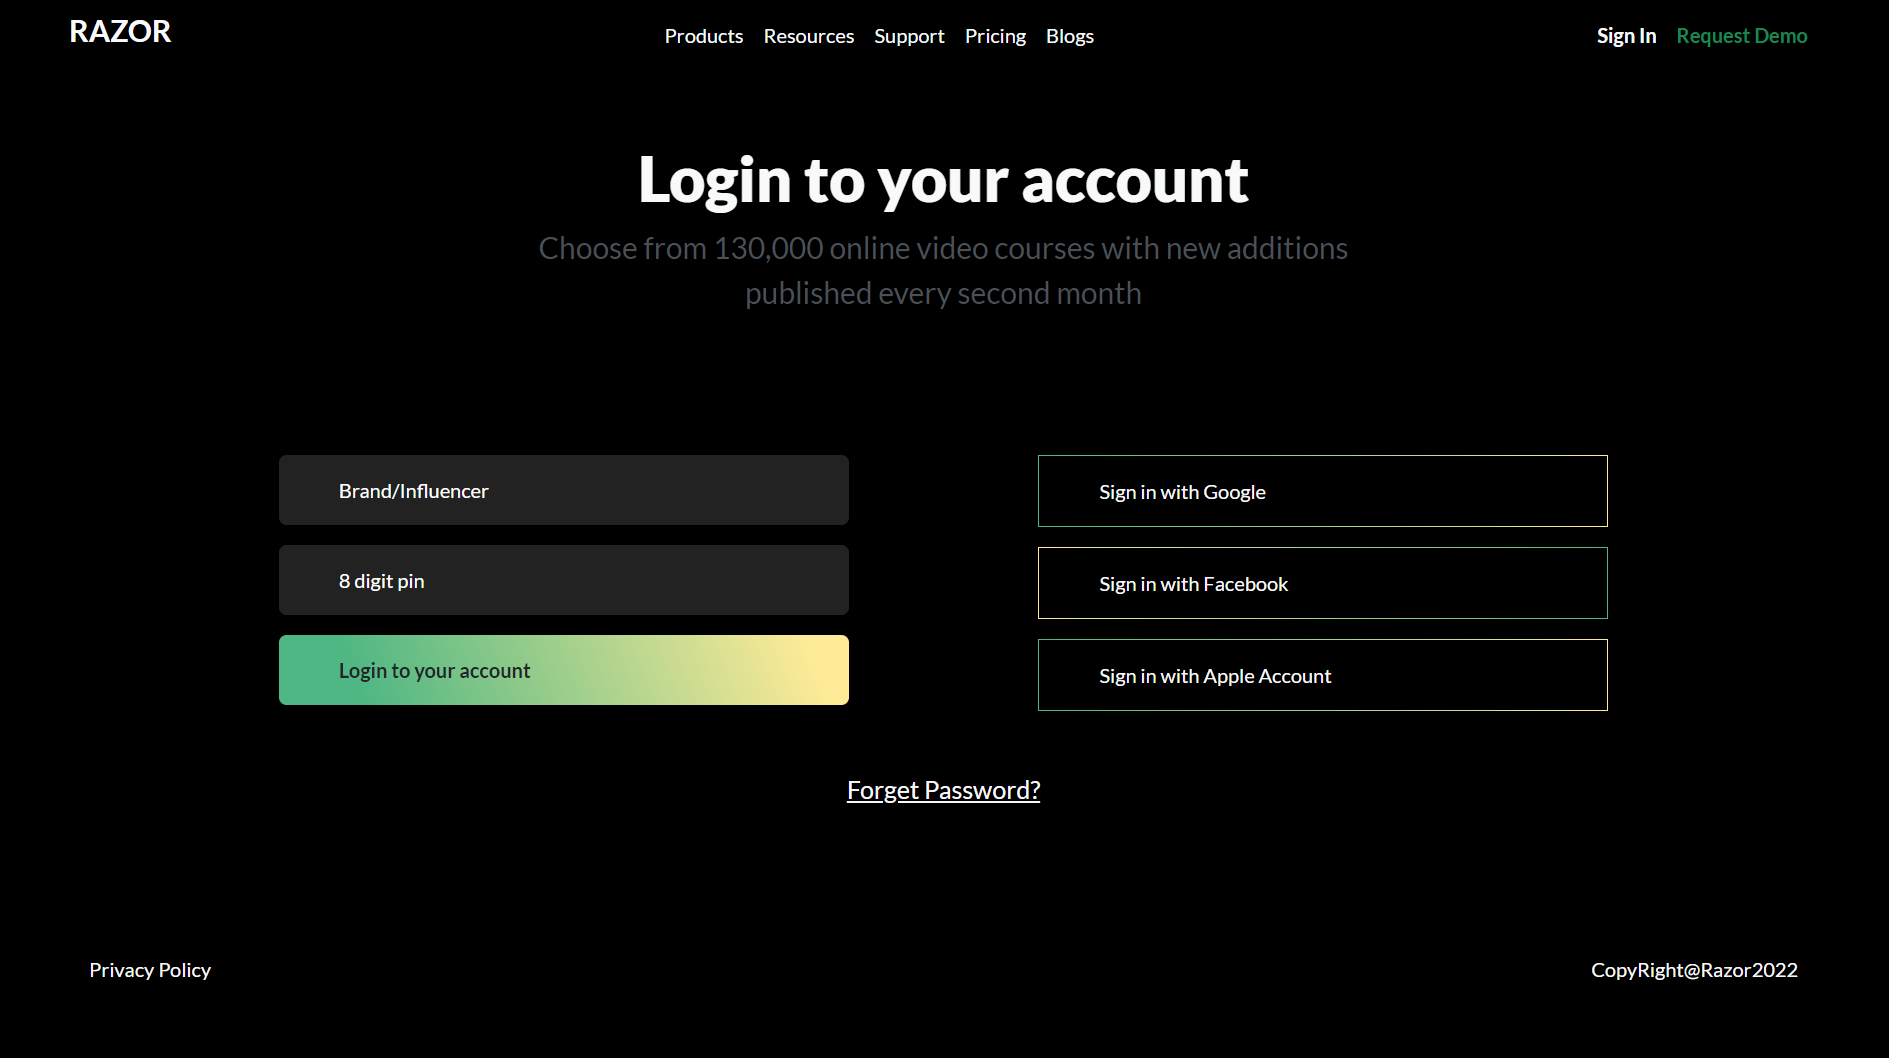 RAZOR
Products Resources Support Pricing Blogs
Sign In Request Demo
Login to your account
Choose from 130,000 online video courses with new additions
published every second month
Brand/Influencer
8 digit pin
Login to your account
Sign in with Google
Sign in with Facebook
Sign in with Apple Account
Forget Password?
Privacy Policy
CopyRight@Razor2022